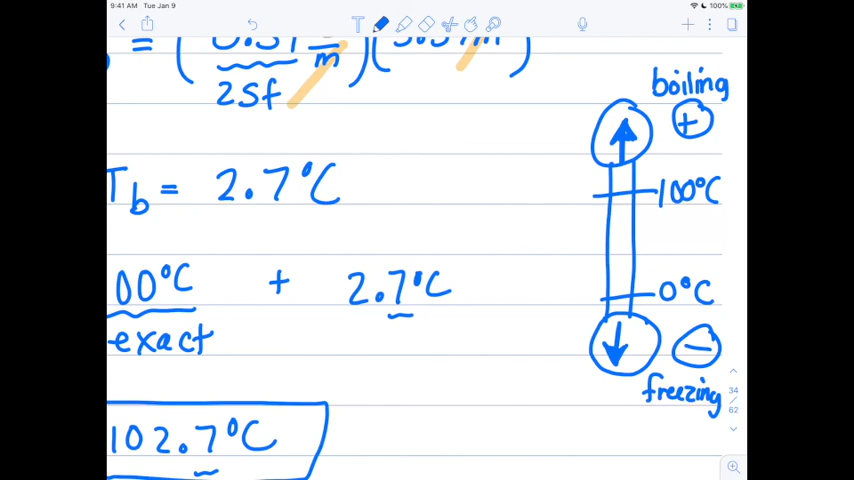 9:41 AM Tue Jan 9
100%
T
=
m
2sf
boiling
+
Tb = 2.7°C
100°C
00°C + 2.7°C
0°C
exact
−
freezing
34
/
62
102.7°C